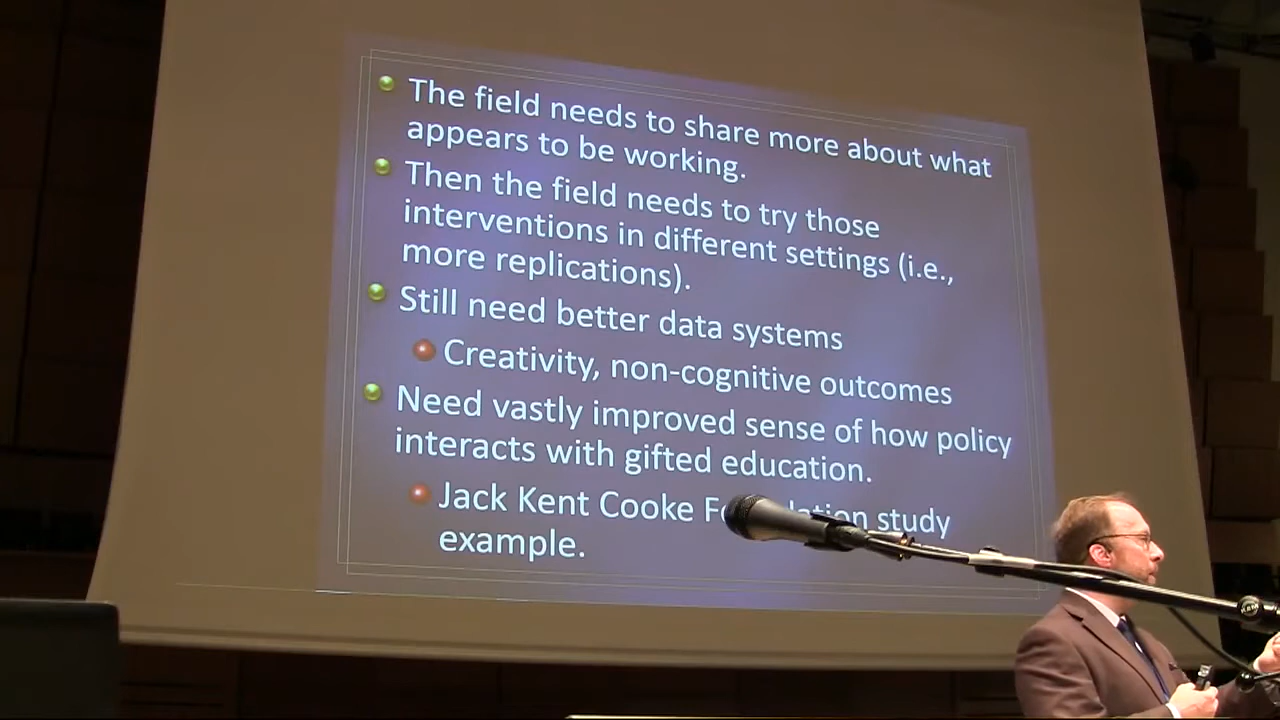 The field needs to share more about what
appears to be working.
Then the field needs to try those
interventions in different settings (i.e.,
more replications).
Still need better data systems
Creativity, non-cognitive outcomes
Need vastly improved sense of how policy
interacts with gifted education.
Jack Kent Cooke Foundation study
example.